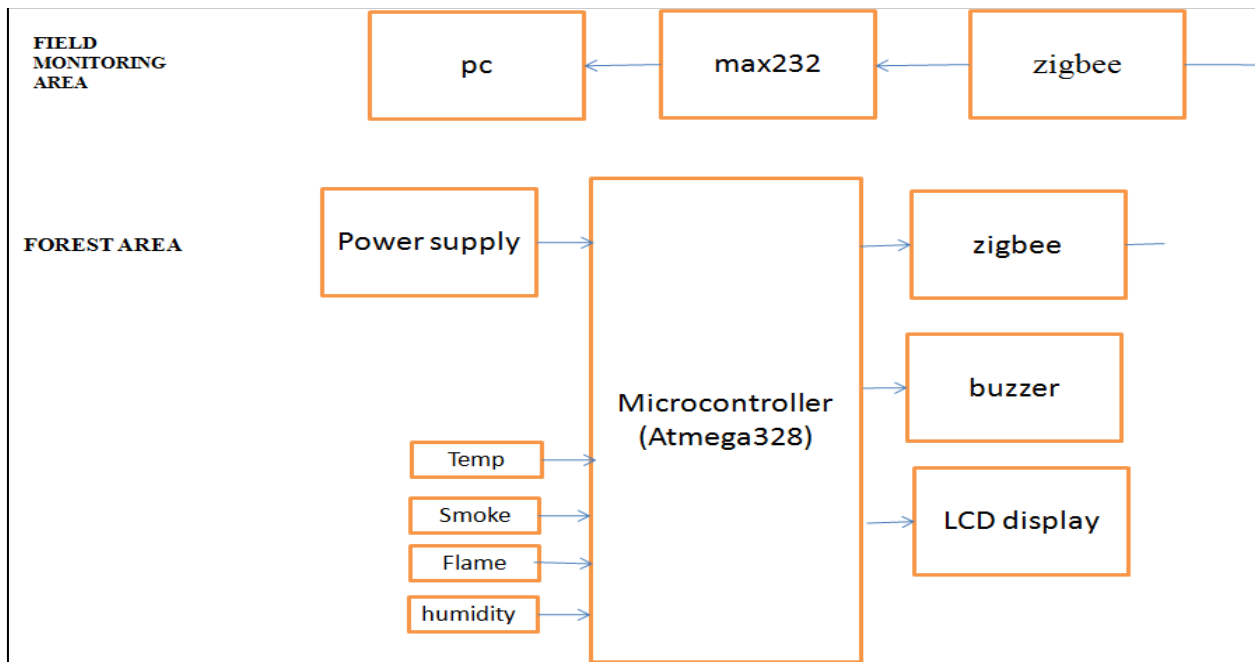 FIELD
MONITORING
AREA
pc
max232
zigbee
FOREST AREA
Power supply
zigbee
Microcontroller
(Atmega328)
buzzer
Temp
Smoke
Flame
humidity
LCD display